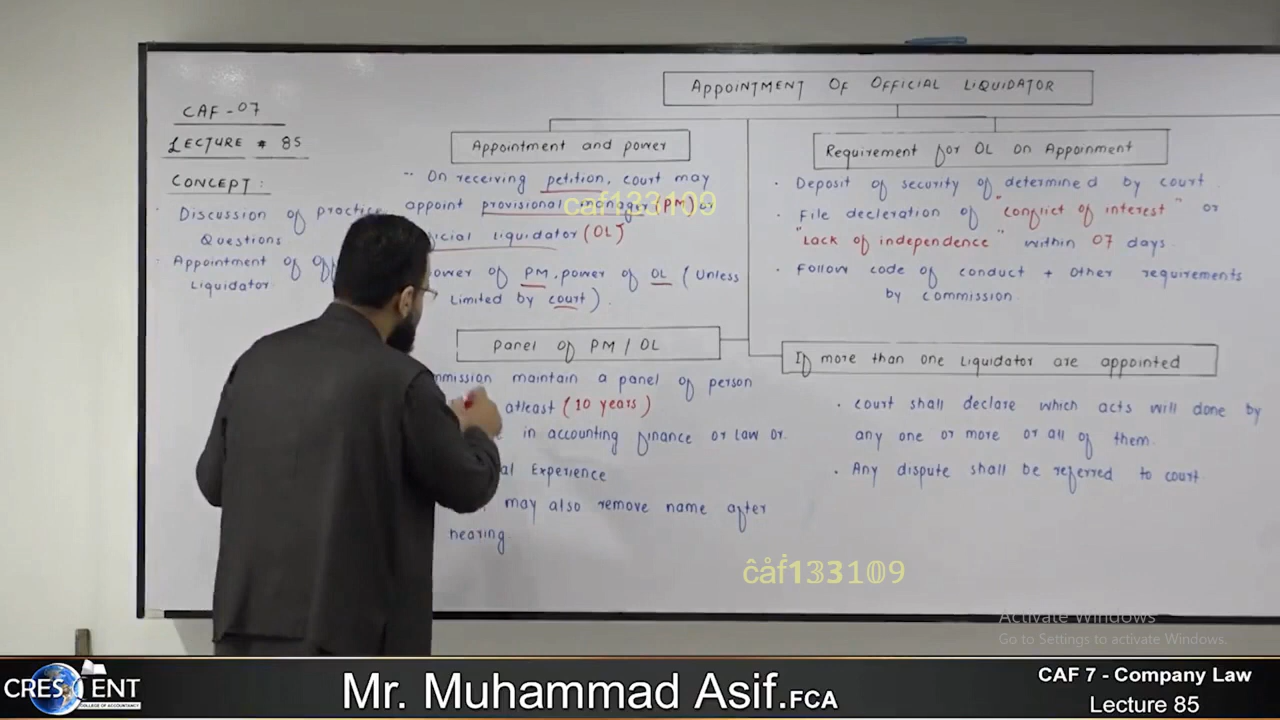 APPOINTMENT OF OFFICIAL LIQUIDATOR
CAF - 07
LECTURE # 85
CONCEPT :
Discussion of practice
Questions
Appointment of
Liquidator
Appointment and power
On receiving petition, court may
appoint provisional manager (PM) or
liquidator (OL)
power of PM, power of OL (Unless
Limited by court).
Panel of PM / OL
maintain a panel of person
atleast (10 years)
in accounting finance or law or
Experience
may also remove name after
hearing
Requirement for OL on Appoinment
Deposit of security of determined by court
File decleration of "conflict of interest" or
"Lack of independence" within 07 days
Follow code of conduct + other requirements
by commission.
If more than one liquidator are appointed
court shall declare which acts will done by
any one or more or all of them.
Any dispute shall be referred to court
caf133109
ĉåḟ133109
Activate Windows
Go to Settings to activate Windows.
CRESCENT
COLLEGE OF ACCOUNTANCY
Mr. Muhammad Asif.FCA
CAF 7 - Company Law
Lecture 85